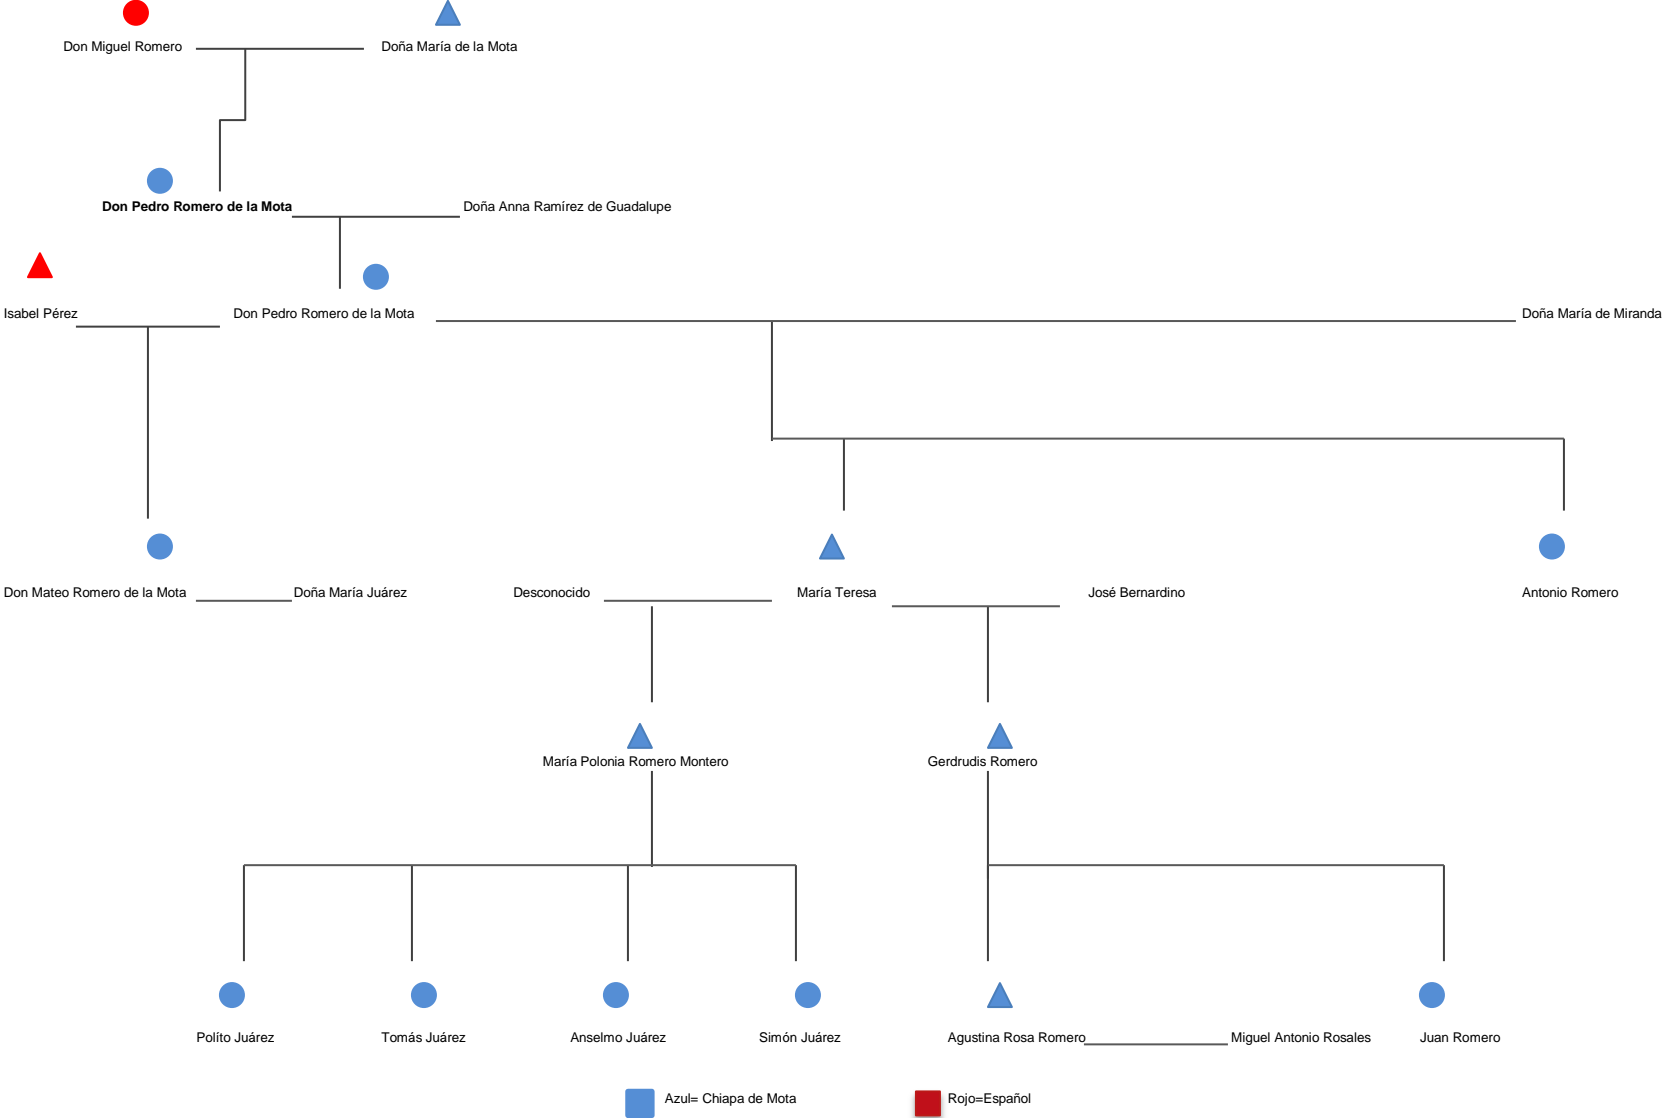 Don Miguel Romero
Doña María de la Mota
Don Pedro Romero de la Mota
Doña Anna Ramírez de Guadalupe
Isabel Pérez
Don Pedro Romero de la Mota
Doña María de Miranda
Don Mateo Romero de la Mota
Doña María Juárez
Desconocido
María Teresa
José Bernardino
Antonio Romero
María Polonia Romero Montero
Gerdrudis Romero
Políto Juárez
Tomás Juárez
Anselmo Juárez
Simón Juárez
Agustina Rosa Romero
Miguel Antonio Rosales
Juan Romero
Azul= Chiapa de Mota
Rojo=Español